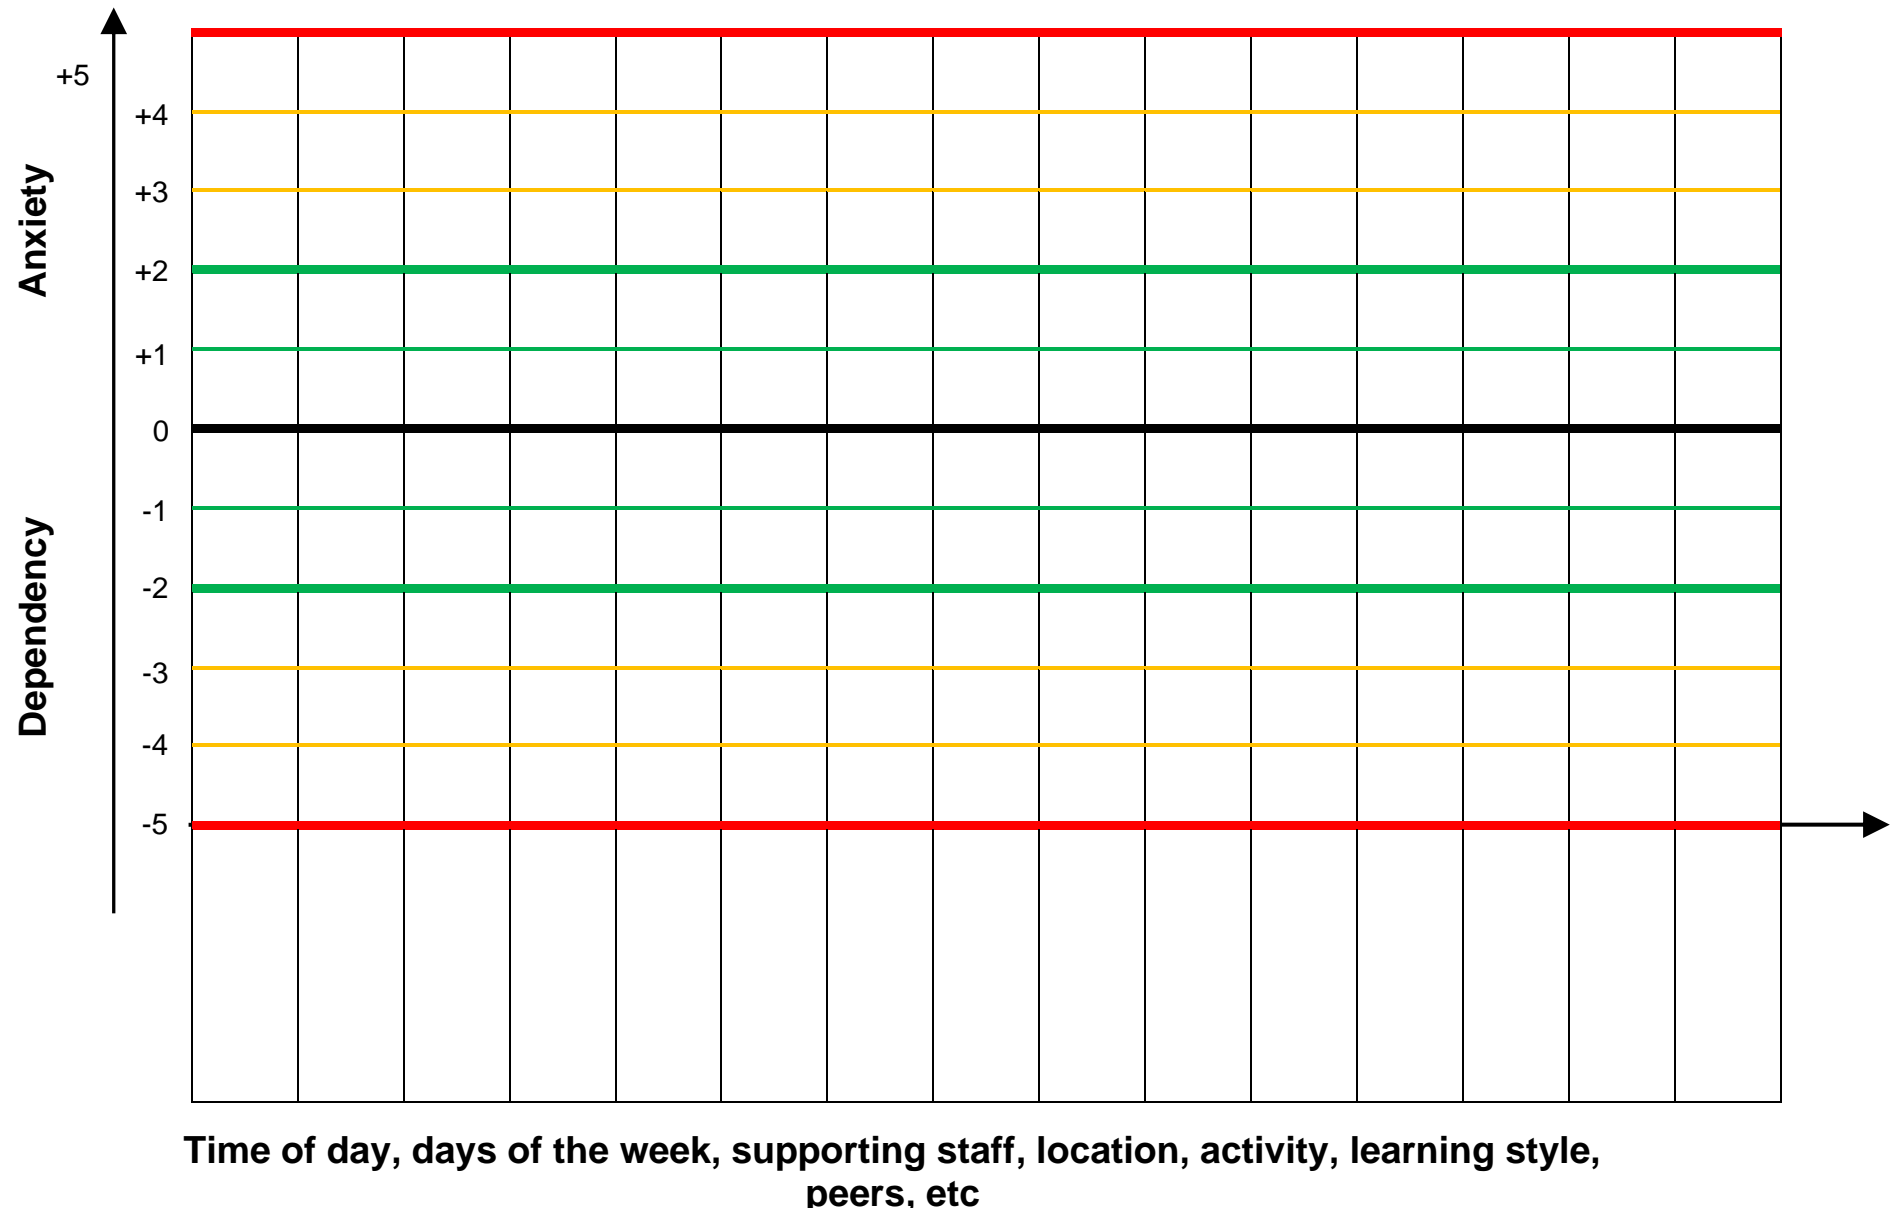 +5
+4
+3
+2
+1
0
-1
-2
-3
-4
-5
Anxiety
Dependency
Time of day, days of the week, supporting staff, location, activity, learning style,
peers, etc